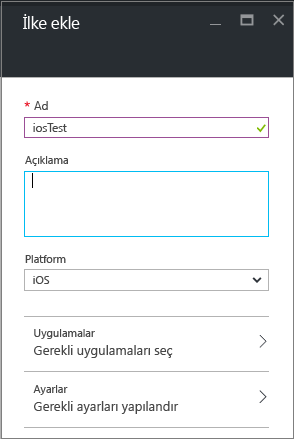 İlke ekle
* Ad
iosTest
Açıklama
Platform
iOS
Uygulamalar
Gerekli uygulamaları seç
Ayarlar
Gerekli ayarları yapılandır